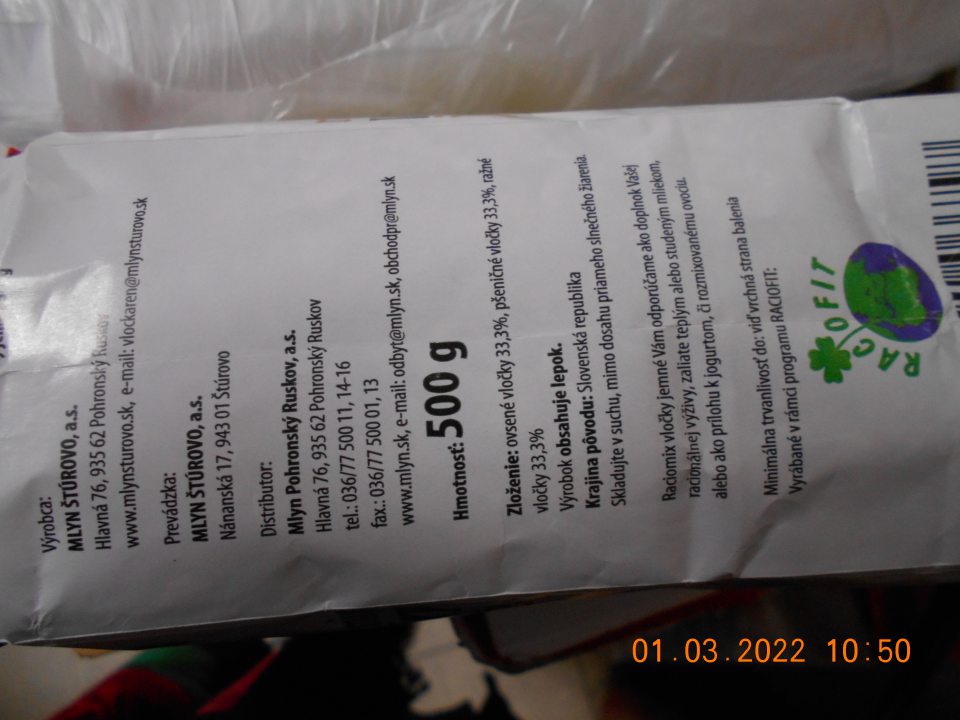 Výrobca:
MLYN ŠTÚROVO, a.s.
Hlavná 76, 935 62 Pohronský Ruskov
www.mlynsturovo.sk, e-mail: vlockaren@mlynsturovo.sk
Prevádzka:
MLYN ŠTÚROVO, a.s.
Nánanská 17, 943 01 Štúrovo
Distribútor:
Mlyn Pohronský Ruskov, a.s.
Hlavná 76, 935 62 Pohronský Ruskov
tel.: 036/77 500 11, 14-16
fax.: 036/77 500 01, 13
www.mlyn.sk, e-mail: odbyt@mlyn.sk, obchodpr@mlyn.sk
Hmotnosť: 500 g
Zloženie: ovsené vločky 33,3%, pšeničné vločky 33,3%, ražné
vločky 33,3%
Výrobok obsahuje lepok.
Krajina pôvodu: Slovenská republika
Skladujte v suchu, mimo dosahu priameho slnečného žiarenia.
Raciomix vločky jemné Vám odporúčame ako doplnok Vašej
racionálnej výživy, zaliate teplým alebo studeným mliekom,
alebo ako prílohu k jogurtom, či rozmixovanému ovociu.
Minimálna trvanlivosť do: viď vrchná strana balenia
Vyrábané v rámci programu RACIOFIT:
RACIOFIT
01.03.2022 10:50